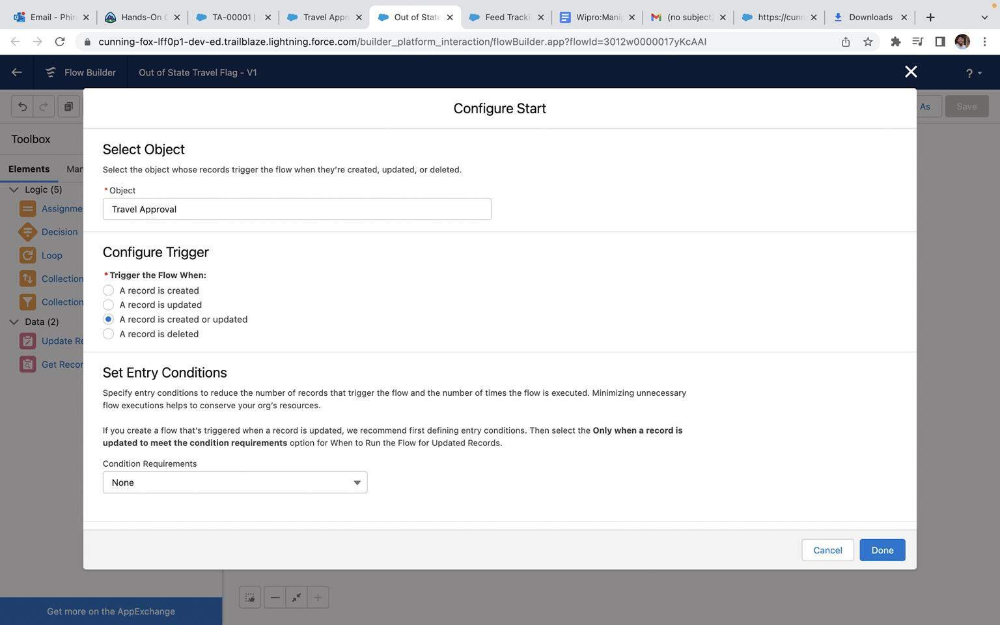 Email - Phir
Hands-On
TA-00001 |
Travel Appr
Out of State
Feed Tracki
Wipro:Manip
(no subject)
https://cunn
Downloads
cunning-fox-lff0p1-dev-ed.trailblaze.lightning.force.com/builder_platform_interaction/flowBuilder.app?flowId=3012w0000017yKcAAI
Flow Builder
Out of State Travel Flag - V1
?
As
Save
Toolbox
Elements
Man
Logic (5)
Assignme
Decision
Loop
Collection
Collection
Data (2)
Update Re
Get Recor
Get more on the AppExchange
Configure Start
Select Object
Select the object whose records trigger the flow when they're created, updated, or deleted.
* Object
Travel Approval
Configure Trigger
* Trigger the Flow When:
A record is created
A record is updated
A record is created or updated
A record is deleted
Set Entry Conditions
Specify entry conditions to reduce the number of records that trigger the flow and the number of times the flow is executed. Minimizing unnecessary
flow executions helps to conserve your org's resources.
If you create a flow that's triggered when a record is updated, we recommend first defining entry conditions. Then select the Only when a record is
updated to meet the condition requirements option for When to Run the Flow for Updated Records.
Condition Requirements
None
Cancel
Done